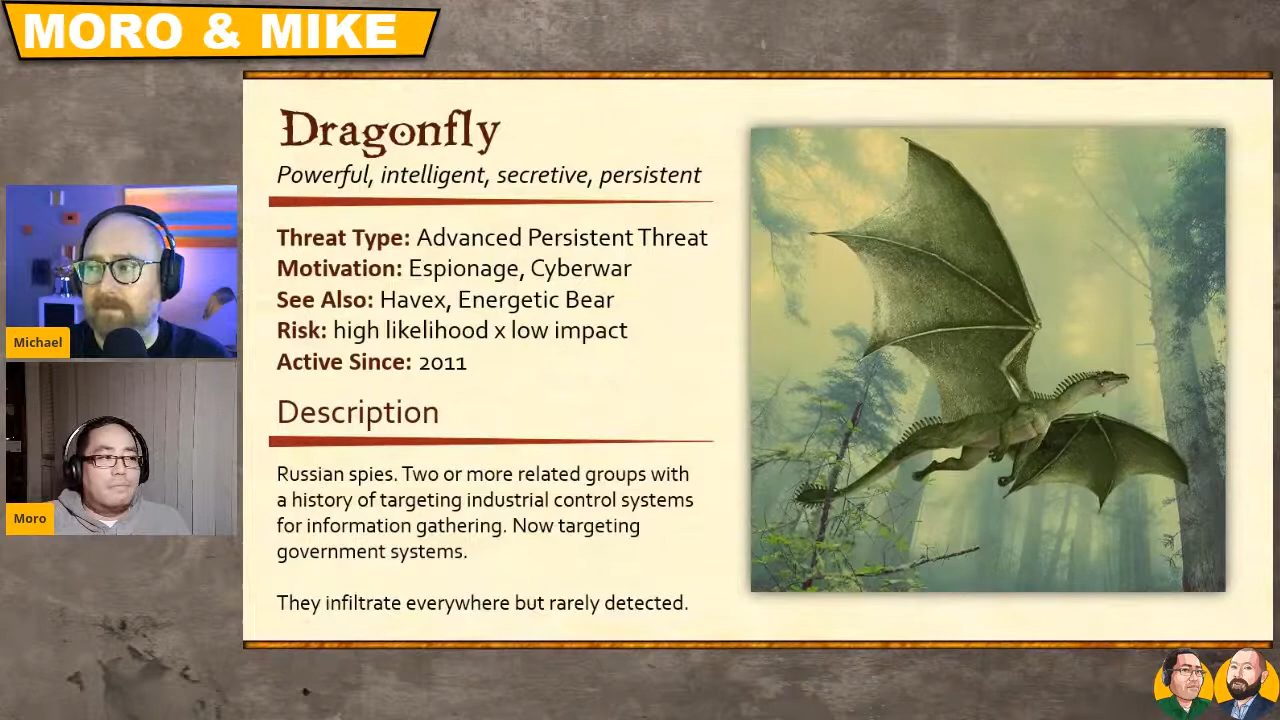 MORO & MIKE
Dragonfly
Powerful, intelligent, secretive, persistent
Threat Type: Advanced Persistent Threat
Motivation: Espionage, Cyberwar
See Also: Havex, Energetic Bear
Risk: high likelihood x low impact
Active Since: 2011
Description
Russian spies. Two or more related groups with
a history of targeting industrial control systems
for information gathering. Now targeting
government systems.
They infiltrate everywhere but rarely detected.
Michael
Moro